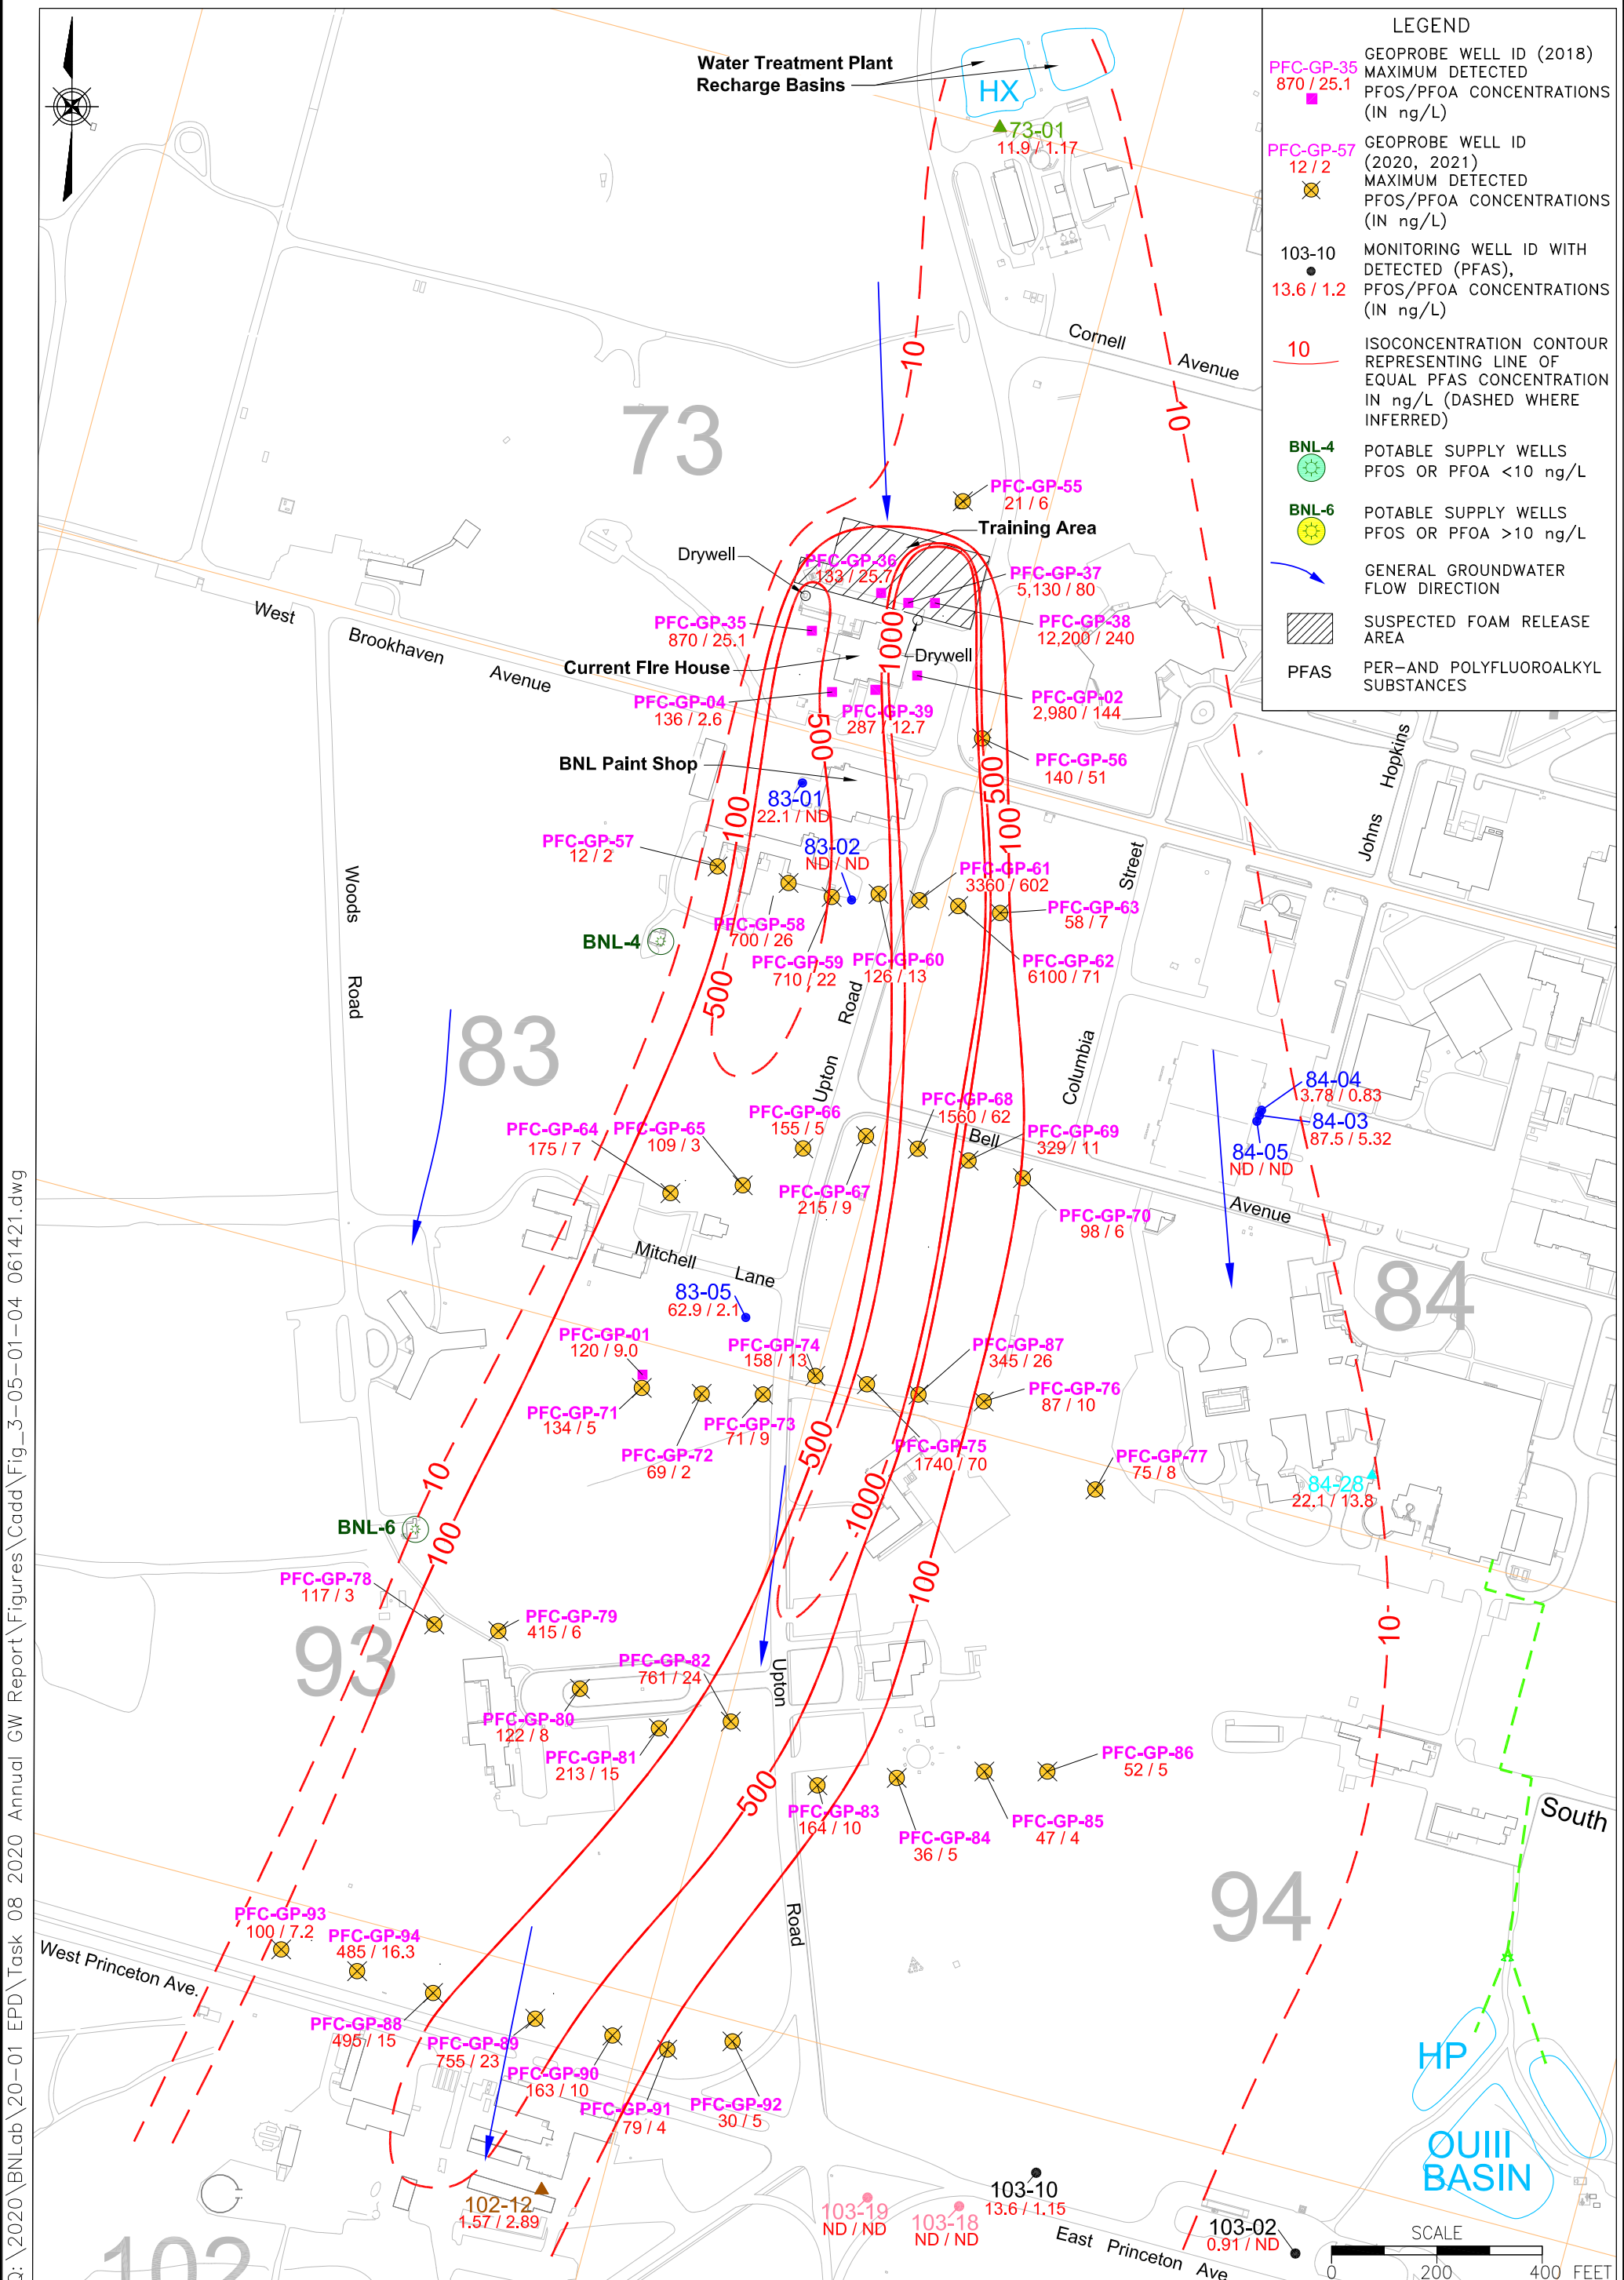 Water Treatment Plant
Recharge Basins
HX
73-01
11.9 / 1.17
LEGEND
PFC-GP-35
870 / 25.1
GEOPROBE WELL ID (2018)
MAXIMUM DETECTED
PFOS/PFOA CONCENTRATIONS
(IN ng/L)
PFC-GP-57
12 / 2
GEOPROBE WELL ID
(2020, 2021)
MAXIMUM DETECTED
PFOS/PFOA CONCENTRATIONS
(IN ng/L)
103-10
13.6 / 1.2
MONITORING WELL ID WITH
DETECTED (PFAS),
PFOS/PFOA CONCENTRATIONS
(IN ng/L)
10
ISOCONCENTRATION CONTOUR
REPRESENTING LINE OF
EQUAL PFAS CONCENTRATION
IN ng/L (DASHED WHERE
INFERRED)
BNL-4
POTABLE SUPPLY WELLS
PFOS OR PFOA <10 ng/L
BNL-6
POTABLE SUPPLY WELLS
PFOS OR PFOA >10 ng/L
GENERAL GROUNDWATER
FLOW DIRECTION
SUSPECTED FOAM RELEASE
AREA
PFAS
PER-AND POLYFLUOROALKYL
SUBSTANCES
Cornell Avenue
10
10
73
PFC-GP-55
21 / 6
Training Area
Drywell
PFC-GP-36
133 / 25.7
PFC-GP-37
5,130 / 80
PFC-GP-35
870 / 25.1
PFC-GP-38
12,200 / 240
1000
Drywell
Current FIre House
PFC-GP-04
136 / 2.6
PFC-GP-39
287 / 12.7
PFC-GP-02
2,980 / 144
West Brookhaven Avenue
500
BNL Paint Shop
PFC-GP-56
140 / 51
83-01
22.1 / ND
100
500
100
Johns Hopkins
PFC-GP-57
12 / 2
83-02
ND / ND
PFC-GP-61
3360 / 602
Columbia Street
Woods Road
PFC-GP-58
700 / 26
PFC-GP-63
58 / 7
BNL-4
PFC-GP-59
710 / 22
PFC-GP-60
126 / 13
PFC-GP-62
6100 / 71
500
Upton Road
83
84-04
3.78 / 0.83
84-03
87.5 / 5.32
84-05
ND / ND
PFC-GP-64
175 / 7
PFC-GP-65
109 / 3
PFC-GP-66
155 / 5
PFC-GP-68
1560 / 62
PFC-GP-69
329 / 11
Bell Avenue
PFC-GP-67
215 / 9
PFC-GP-70
98 / 6
Mitchell Lane
83-05
62.9 / 2.1
84
PFC-GP-01
120 / 9.0
PFC-GP-74
158 / 13
PFC-GP-87
345 / 26
PFC-GP-76
87 / 10
PFC-GP-71
134 / 5
PFC-GP-73
71 / 9
PFC-GP-72
69 / 2
500
PFC-GP-75
1740 / 70
PFC-GP-77
75 / 8
84-28
22.1 / 13.8
10
1000
BNL-6
100
100
PFC-GP-78
117 / 3
PFC-GP-79
415 / 6
10
93
PFC-GP-82
761 / 24
Upton
PFC-GP-80
122 / 8
PFC-GP-81
213 / 15
500
PFC-GP-86
52 / 5
PFC-GP-83
164 / 10
PFC-GP-84
36 / 5
PFC-GP-85
47 / 4
South
94
Road
PFC-GP-93
100 / 7.2
PFC-GP-94
485 / 16.3
West Princeton Ave.
PFC-GP-88
495 / 15
PFC-GP-89
755 / 23
PFC-GP-90
163 / 10
PFC-GP-91
79 / 4
PFC-GP-92
30 / 5
HP
OUIII
BASIN
102-12
1.57 / 2.89
103-19
ND / ND
103-18
ND / ND
103-10
13.6 / 1.15
East Princeton Ave
103-02
0.91 / ND
SCALE
0 200 400 FEET
102
Q: \2020\BNLab\20-01 EPD\Task 08 2020 Annual GW Report\Figures\Cadd\Fig_3-05-01-04 061421.dwg